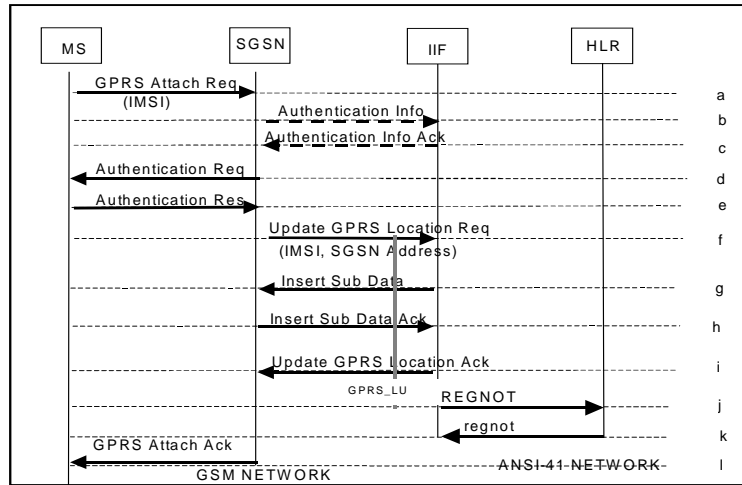 MS SGSN IIF HLR
GPRS Attach Req
(IMSI)
a
Authentication Info
b
Authentication Info Ack
c
Authentication Req
d
Authentication Res
e
Update GPRS Location Req
(IMSI, SGSN Address)
f
Insert Sub Data
g
Insert Sub Data Ack
h
Update GPRS Location Ack
i
GPRS_LU
REGNOT
j
regnot
k
GPRS Attach Ack
GSM NETWORK
ANSI-41 NETWORK
l